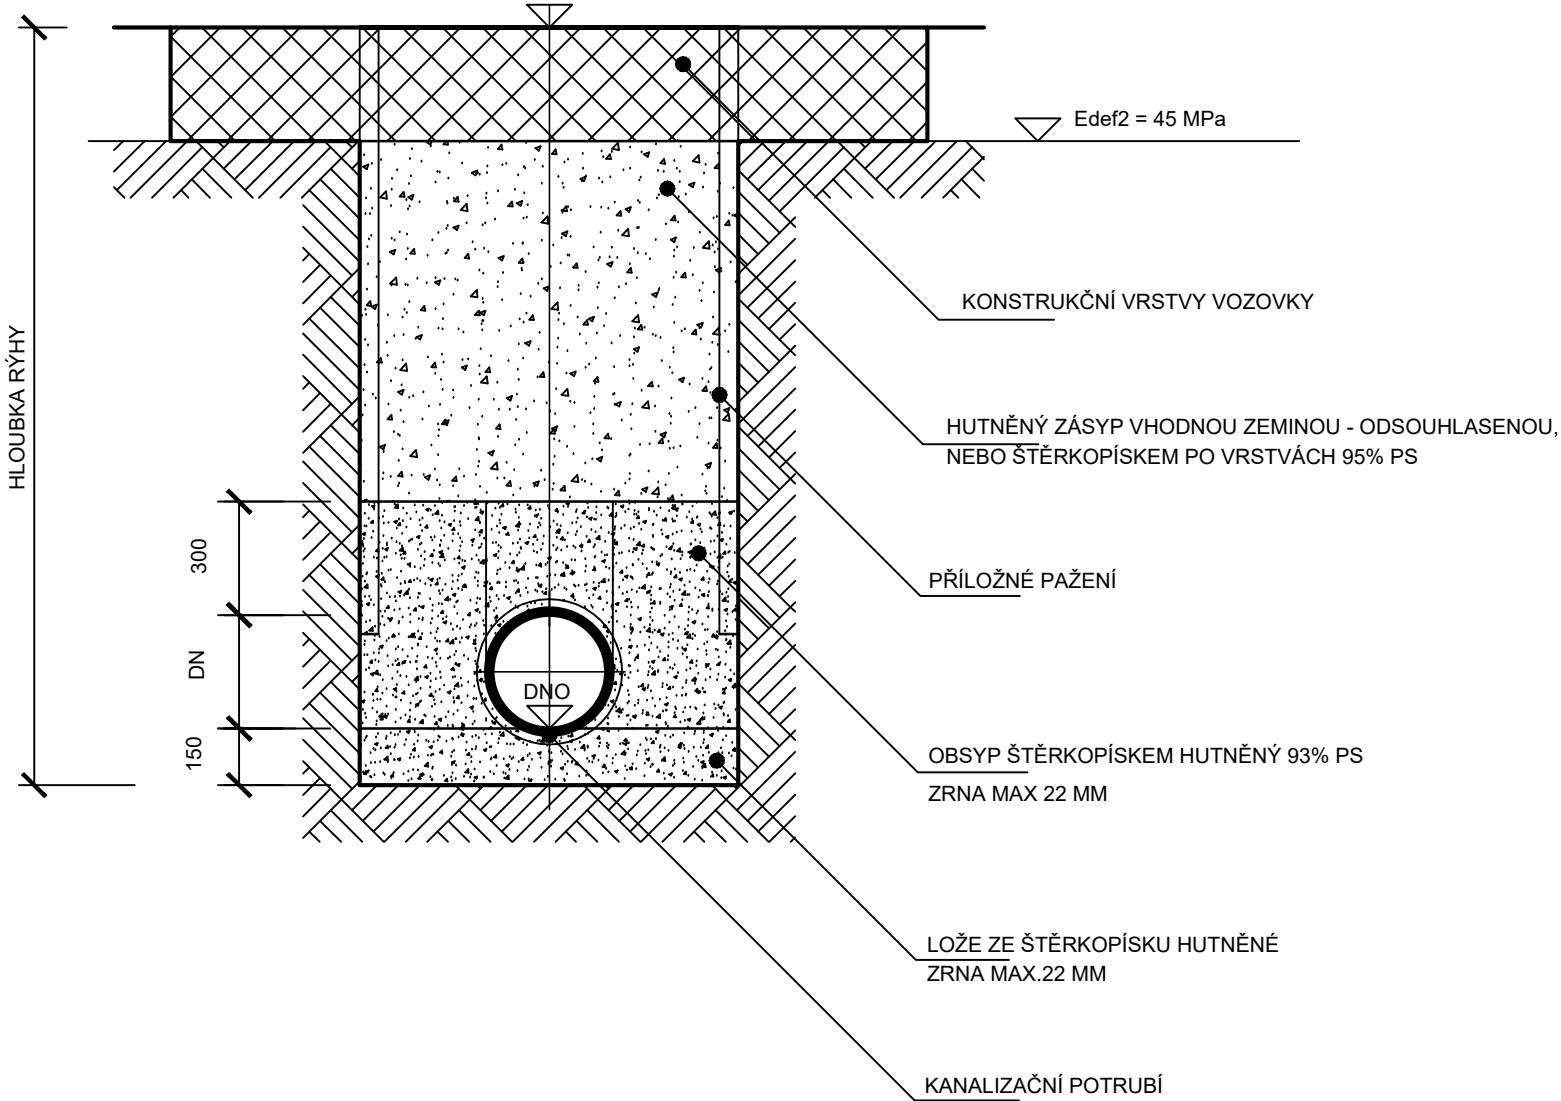 Edef2 = 45 MPa
KONSTRUKČNÍ VRSTVY VOZOVKY
HLOUBKA RÝHY
HUTNĚNÝ ZÁSYP VHODNOU ZEMINOU - ODSOUHLASENOU,
NEBO ŠTĚRKOPÍSKEM PO VRSTVÁCH 95% PS
300
PŘÍLOŽNÉ PAŽENÍ
DN
DNO
150
OBSYP ŠTĚRKOPÍSKEM HUTNĚNÝ 93% PS
ZRNA MAX 22 MM
LOŽE ZE ŠTĚRKOPÍSKU HUTNĚNÉ
ZRNA MAX.22 MM
KANALIZAČNÍ POTRUBÍ